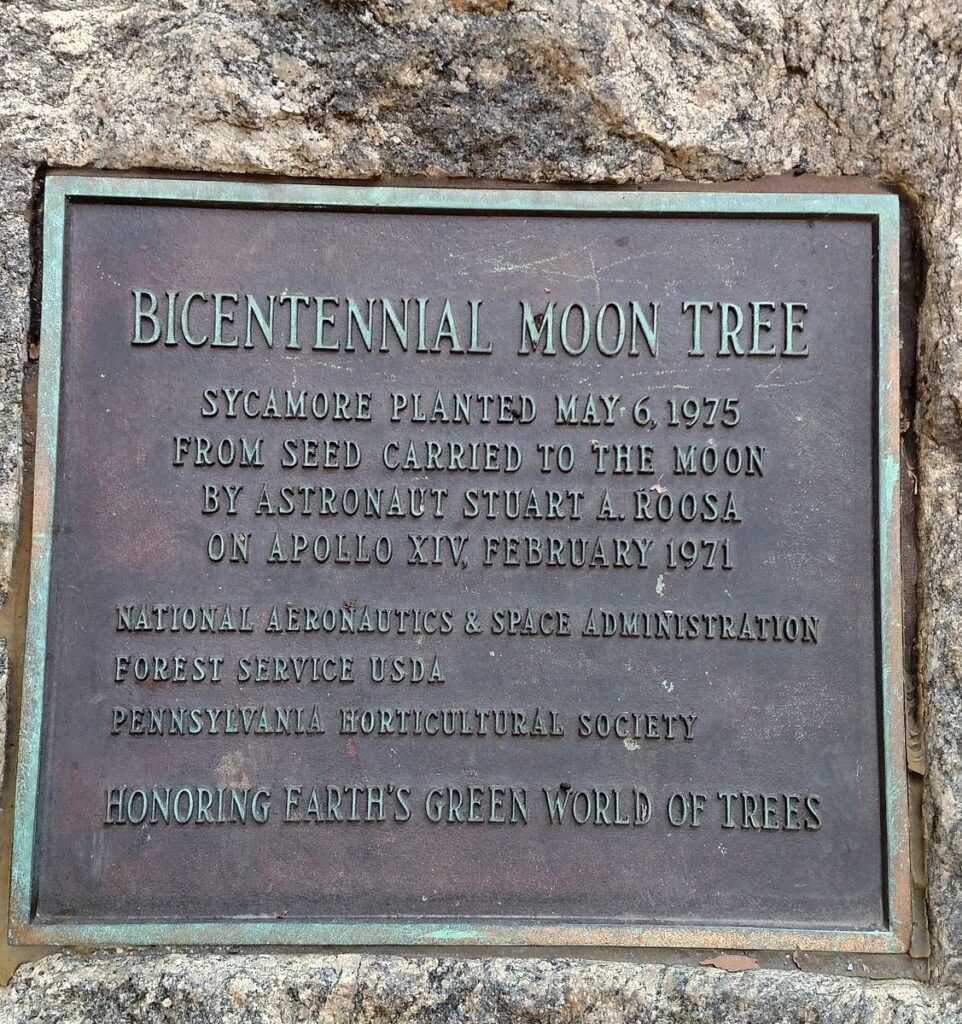 BICENTENNIAL MOON TREE
SYCAMORE PLANTED MAY 6, 1975
FROM SEED CARRIED TO THE MOON
BY ASTRONAUT STUART A. ROOSA
ON APOLLO XIV, FEBRUARY 1971
NATIONAL AERONAUTICS & SPACE ADMINISTRATION
FOREST SERVICE USDA
PENNSYLVANIA HORTICULTURAL SOCIETY
HONORING EARTH'S GREEN WORLD OF TREES